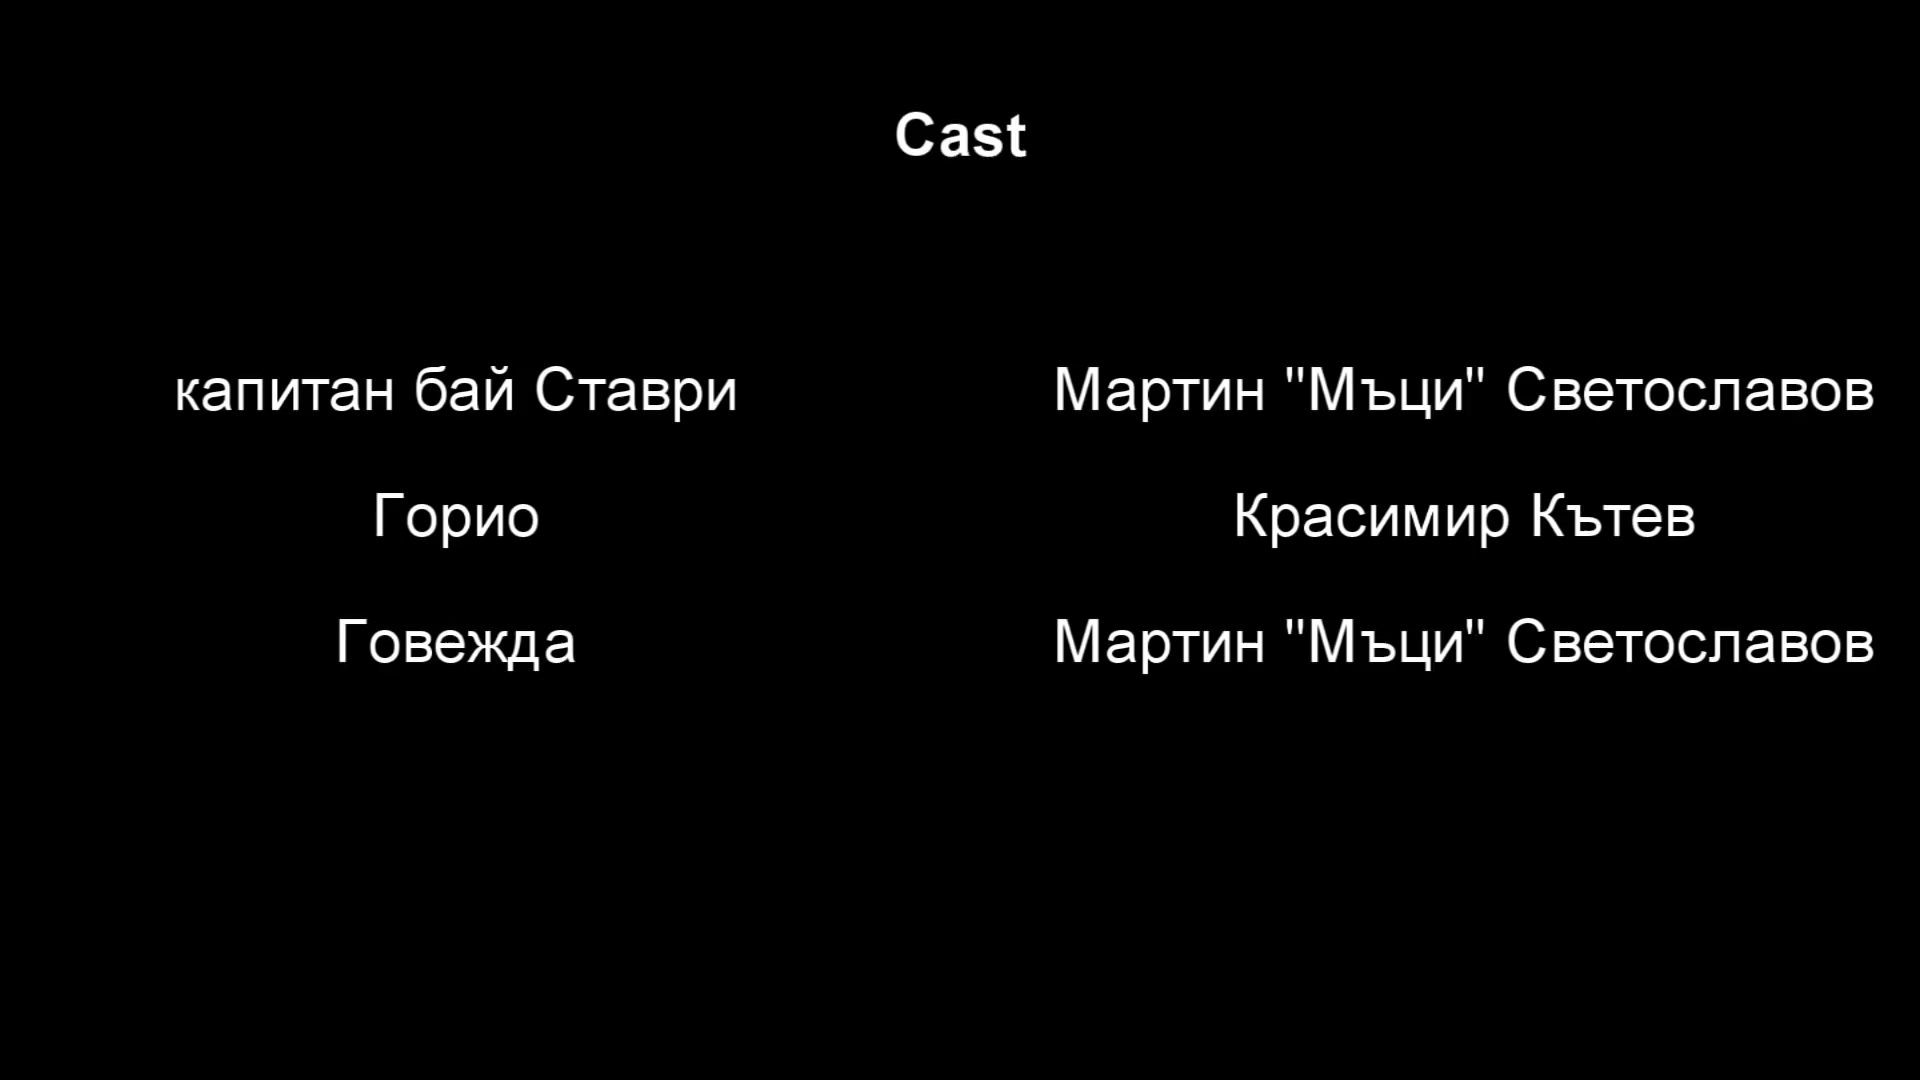 Cast
капитан бай Ставри Мартин "Мъци" Светославов
Горио Красимир Кътев
Говежда Мартин "Мъци" Светославов